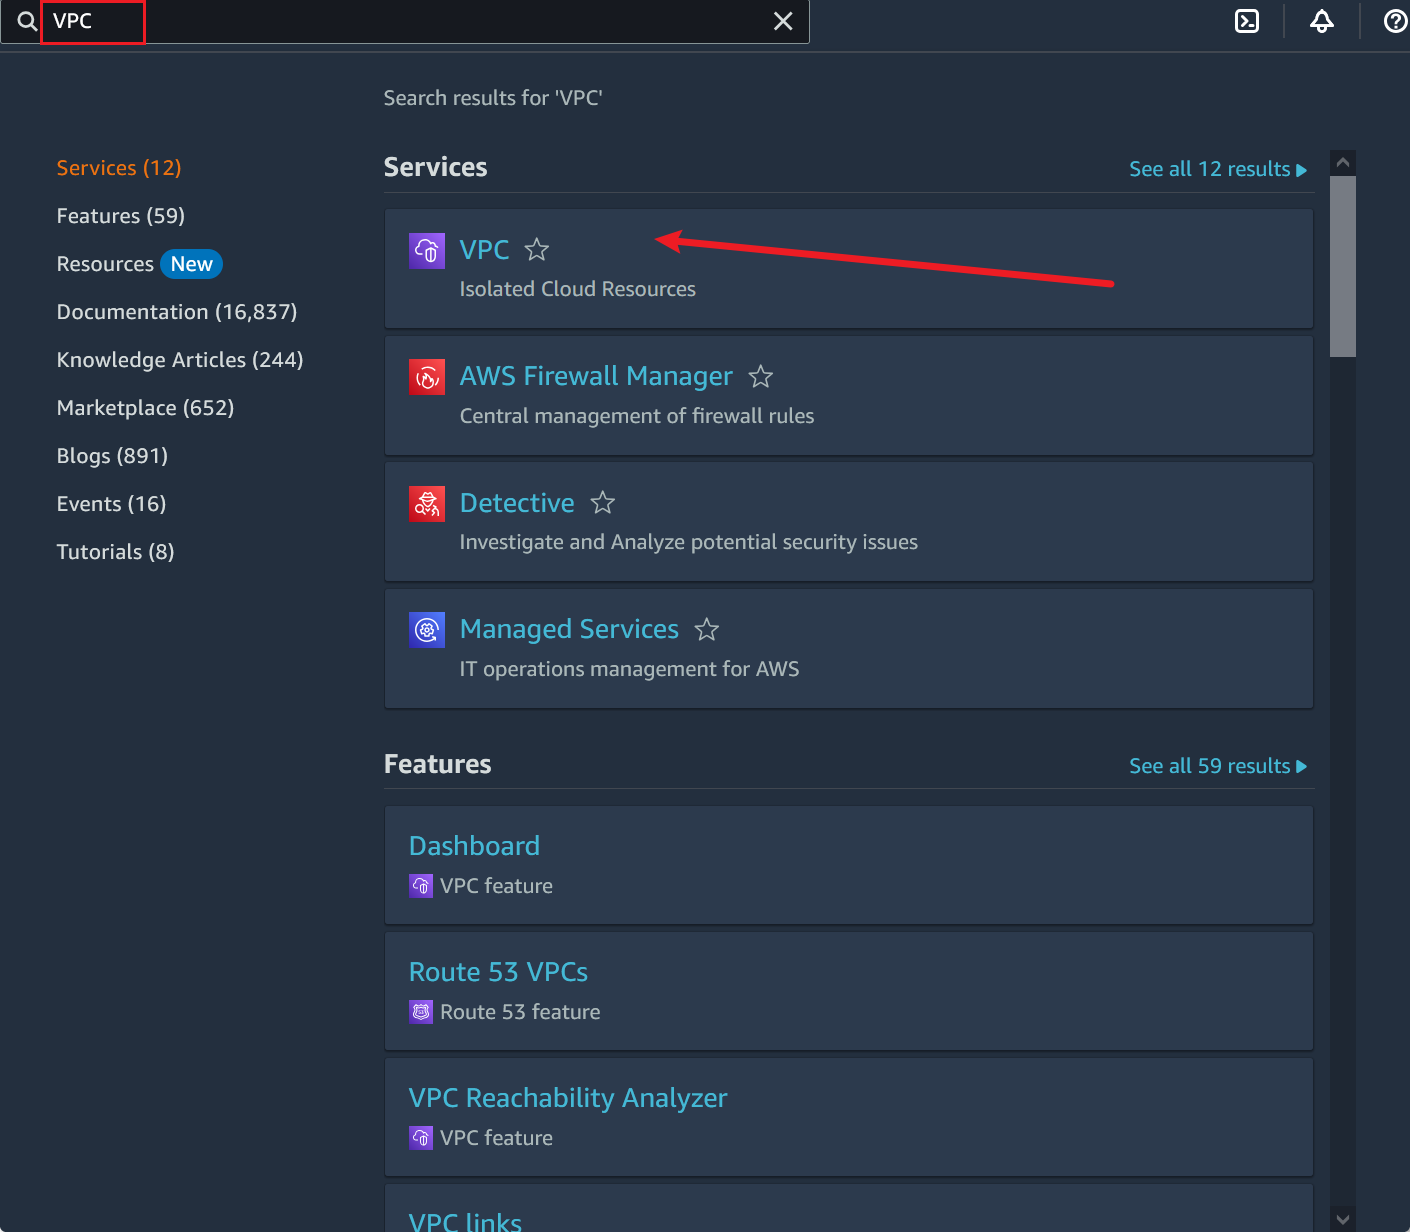 VPC
Search results for 'VPC'
Services (12)
Features (59)
Resources New
Documentation (16,837)
Knowledge Articles (244)
Marketplace (652)
Blogs (891)
Events (16)
Tutorials (8)
Services
See all 12 results
VPC
Isolated Cloud Resources
AWS Firewall Manager
Central management of firewall rules
Detective
Investigate and Analyze potential security issues
Managed Services
IT operations management for AWS
Features
See all 59 results
Dashboard
VPC feature
Route 53 VPCs
Route 53 feature
VPC Reachability Analyzer
VPC feature
VPC links